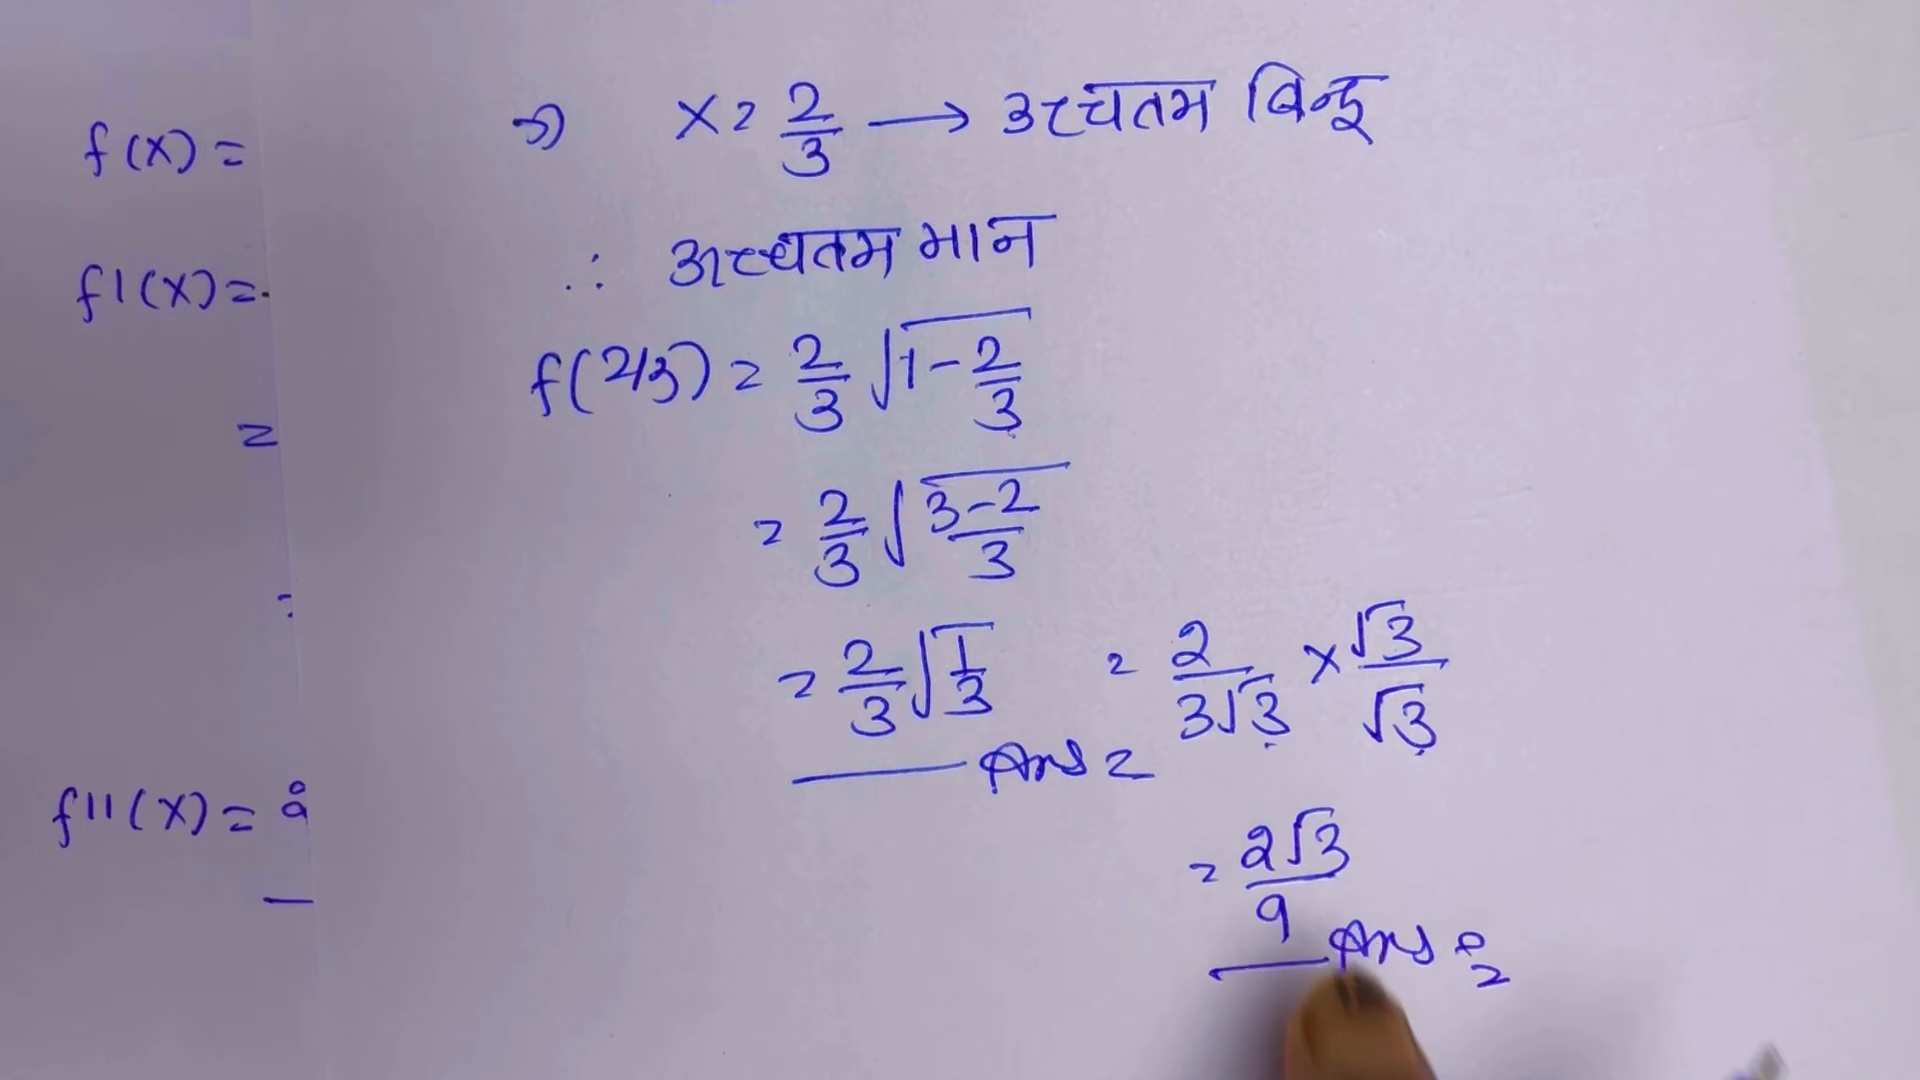 f(x) =
f'(x) =
=
f''(x) =
⇒ x = 2/3 → उच्चतम बिन्दु
∴ उच्चतम मान
f(2/3) = 2/3 √(1-2/3)
= 2/3 √((3-2)/3)
= 2/3 √(1/3) = 2/(3√3) × √3/√3
Ans =
= 2√3/9
Ans